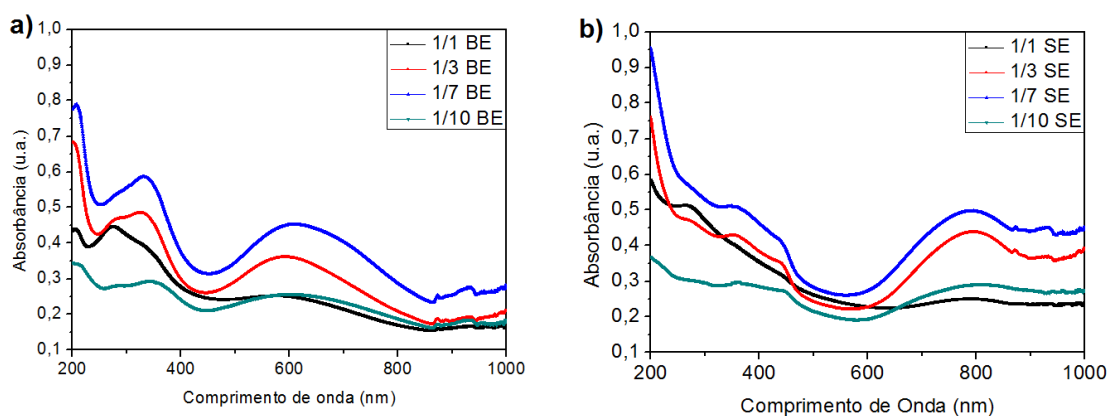 a)
1/1 BE
1/3 BE
1/7 BE
1/10 BE
Absorbância (u.a.)
1,0
0,9
0,8
0,7
0,6
0,5
0,4
0,3
0,2
0,1
200 400 600 800 1000
Comprimento de onda (nm)
b)
1/1 SE
1/3 SE
1/7 SE
1/10 SE
Absorbância (u.a.)
1,0
0,9
0,8
0,7
0,6
0,5
0,4
0,3
0,2
0,1
200 400 600 800 1000
Comprimento de Onda (nm)